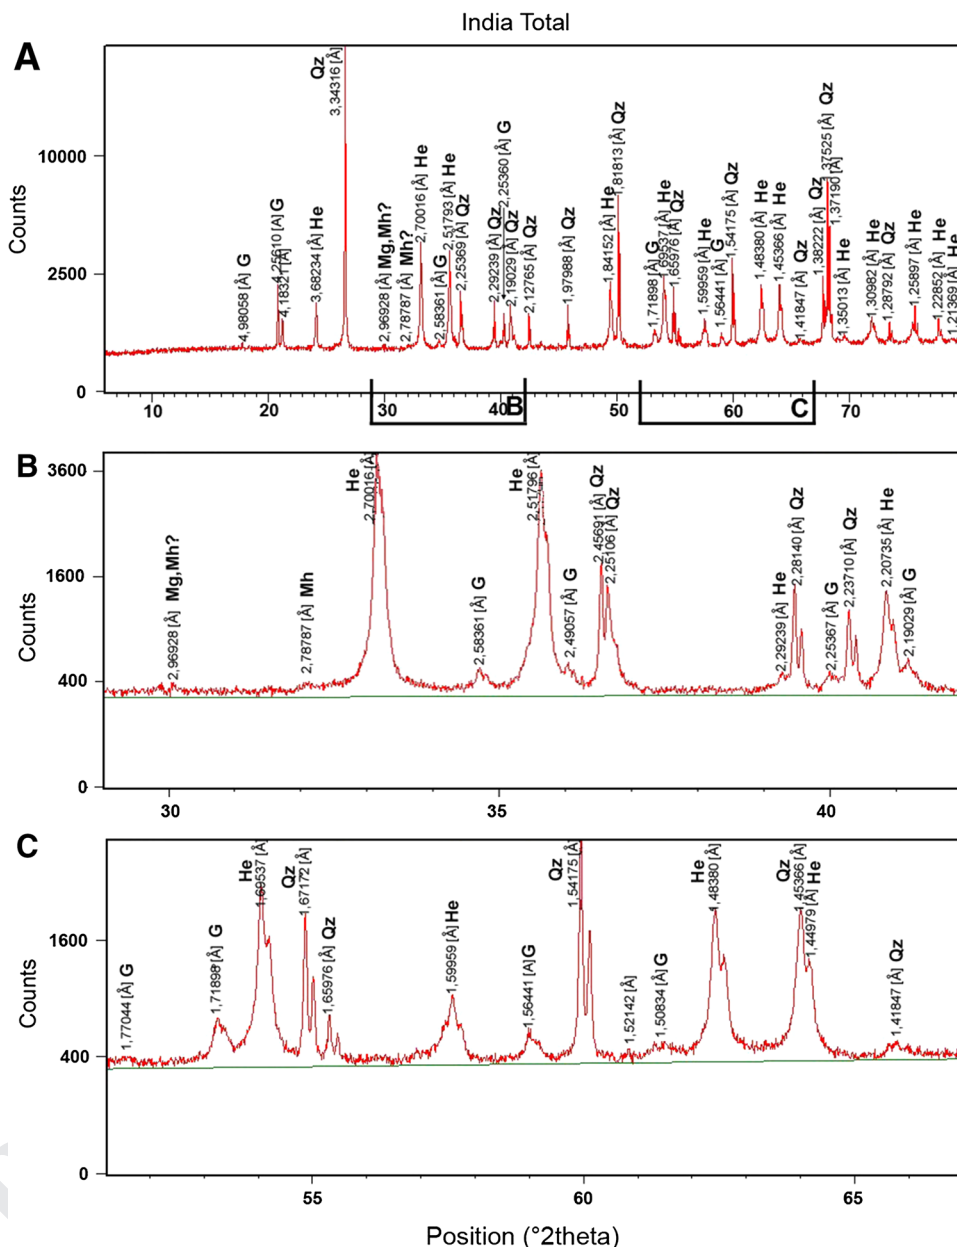 India Total
A
Counts
10000
2500
0
4,98058 [Å] G
4,25610 [Å] G
4,18321 [Å]
3,68234 [Å] He
3,34316 [Å]
Qz
2,96928 [Å] Mg,Mh?
2,78787 [Å] Mh?
2,70016 [Å] He
2,58361 [Å] G
2,51793 [Å] He
2,25369 [Å] Qz
2,29239 [Å] Qz
2,25360 [Å] G
2,19029 [Å] Qz
2,12765 [Å] Qz
1,97988 [Å] Qz
1,84152 [Å] He
1,81813 [Å] Qz
1,71898 [Å] G
1,69537 [Å] He
1,65976 [Å] Qz
1,59959 [Å] He
1,56441 [Å] G
1,54175 [Å] Qz
1,48380 [Å] He
1,45366 [Å] He
1,41847 [Å] Qz
1,38222 [Å] Qz
1,37525 [Å] Qz
1,37190 [Å]
1,35013 [Å] He
1,30982 [Å] He
1,28792 [Å] Qz
1,25897 [Å] He
1,22852 [Å] He
1,21369 [Å] He
10 20 30 40 50 60 70
B
C
B
Counts
3600
1600
400
0
2,96928 [Å] Mg,Mh?
2,78787 [Å] Mh
He
2,70016 [Å]
2,58361 [Å] G
He
2,51796 [Å]
2,49057 [Å] G
2,45691 [Å] Qz
2,25106 [Å] Qz
2,29239 [Å] He
2,28140 [Å] Qz
2,25367 [Å] G
2,23710 [Å] Qz
2,20735 [Å] He
2,19029 [Å] G
30 35 40
C
Counts
1600
400
0
1,77044 [Å] G
1,71898 [Å] G
He
1,69537 [Å]
Qz
1,67172 [Å]
1,65976 [Å] Qz
1,59959 [Å] He
1,56441 [Å] G
Qz
1,54175 [Å]
1,52142 [Å]
1,50834 [Å] G
He
1,48380 [Å]
Qz
1,45366 [Å]
1,44979 [Å] He
1,41847 [Å] Qz
55 60 65
Position (°2theta)